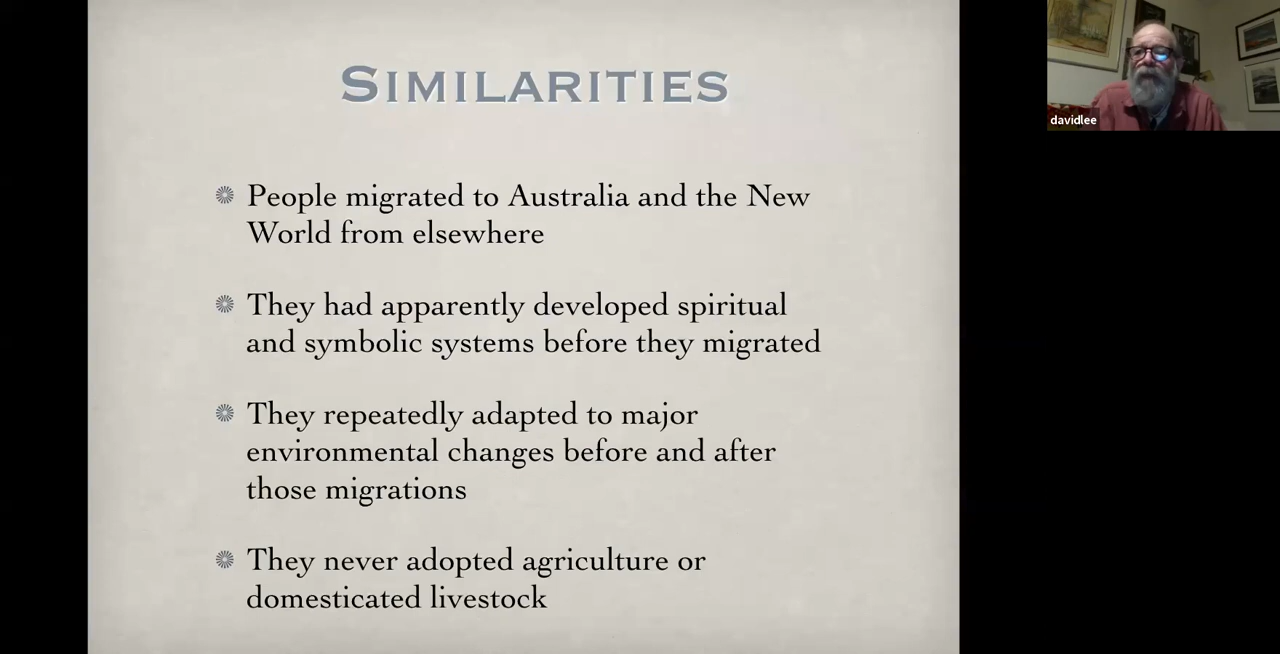 SIMILARITIES
People migrated to Australia and the New
World from elsewhere
They had apparently developed spiritual
and symbolic systems before they migrated
They repeatedly adapted to major
environmental changes before and after
those migrations
They never adopted agriculture or
domesticated livestock
davidlee